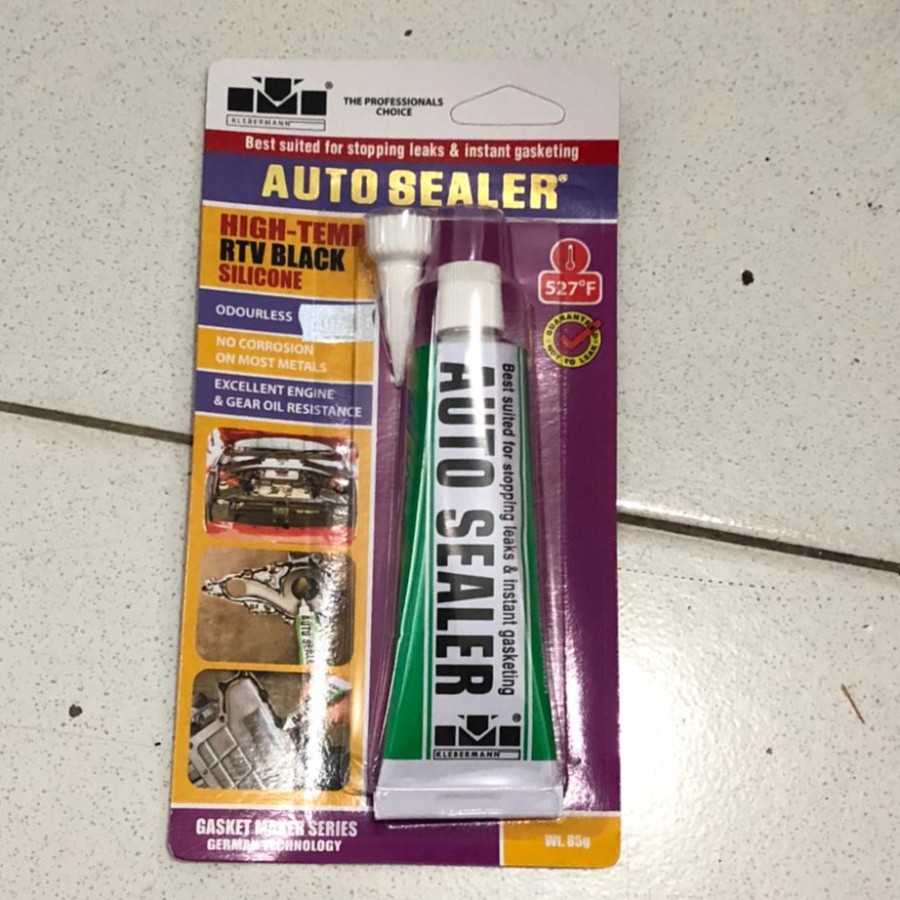 KLEBERMANN
®
THE PROFESSIONALS
CHOICE
Best suited for stopping leaks & instant gasketing
AUTO SEALER®
HIGH-TEMP
RTV BLACK
SILICONE
527°F
ODOURLESS
NO CORROSION
ON MOST METALS
EXCELLENT ENGINE
& GEAR OIL RESISTANCE
AUTO SEALER
Best suited for stopping leaks & instant gasketing
®
KLEBERMANN
GASKET MAKER SERIES
GERMAN TECHNOLOGY
Wt. 85g